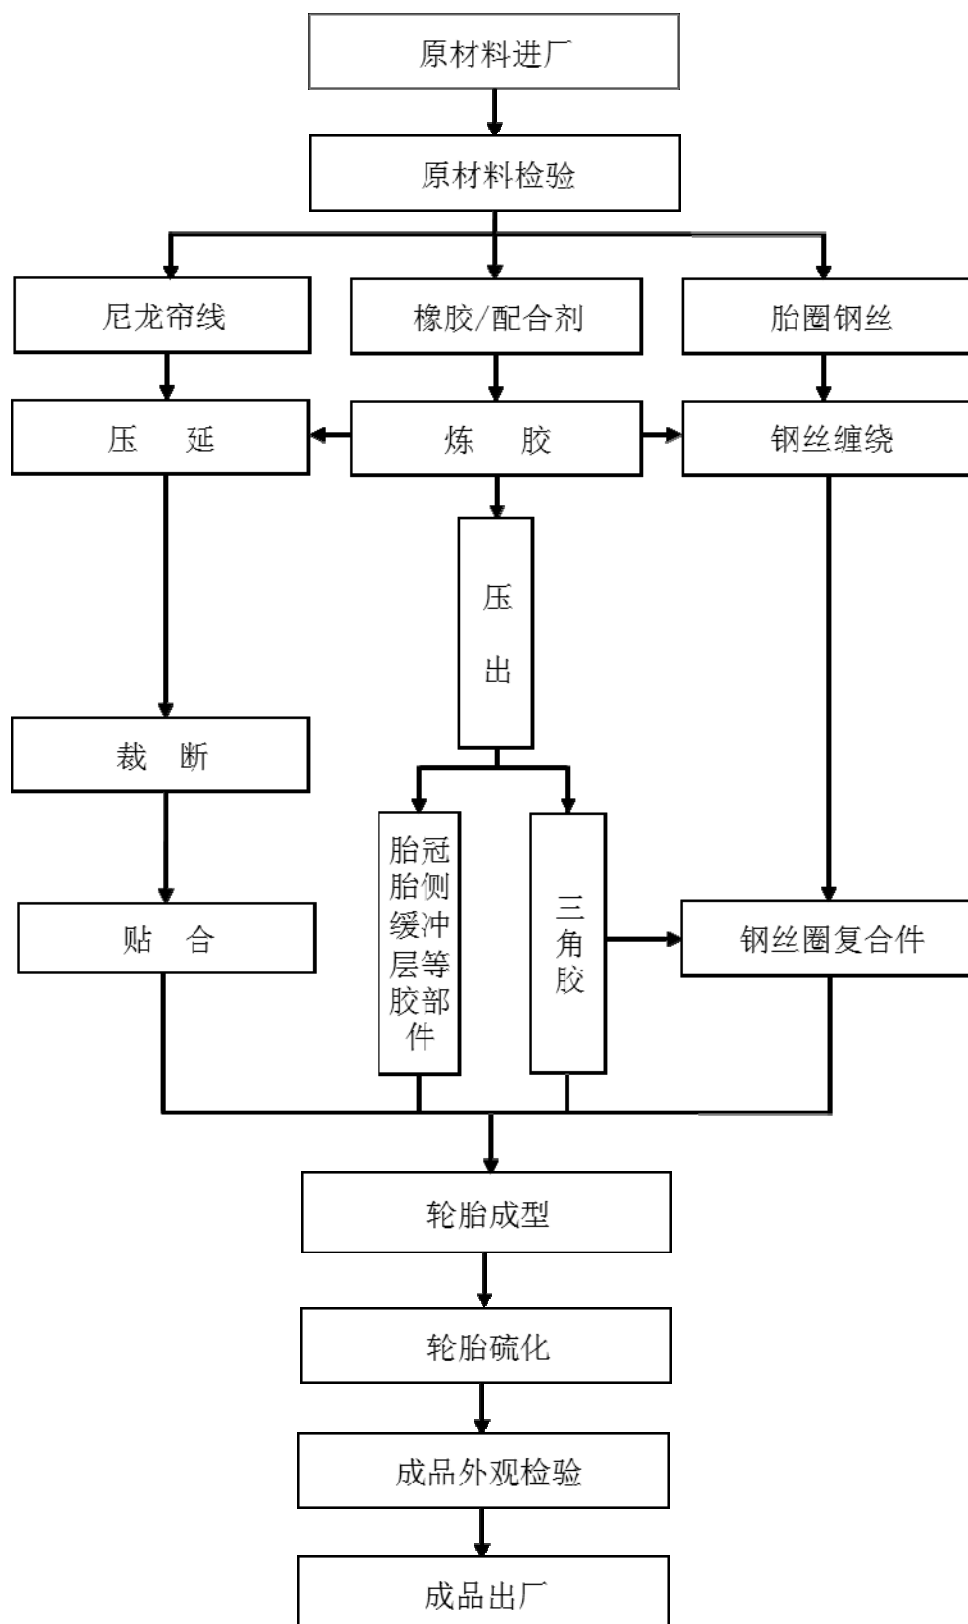 原材料进厂
原材料检验
尼龙帘线
橡胶/配合剂
胎圈钢丝
压 延
炼 胶
钢丝缠绕
压
出
裁 断
胎冠
胎侧
缓冲
层等
胶部
件
三
角
胶
贴 合
钢丝圈复合件
轮胎成型
轮胎硫化
成品外观检验
成品出厂